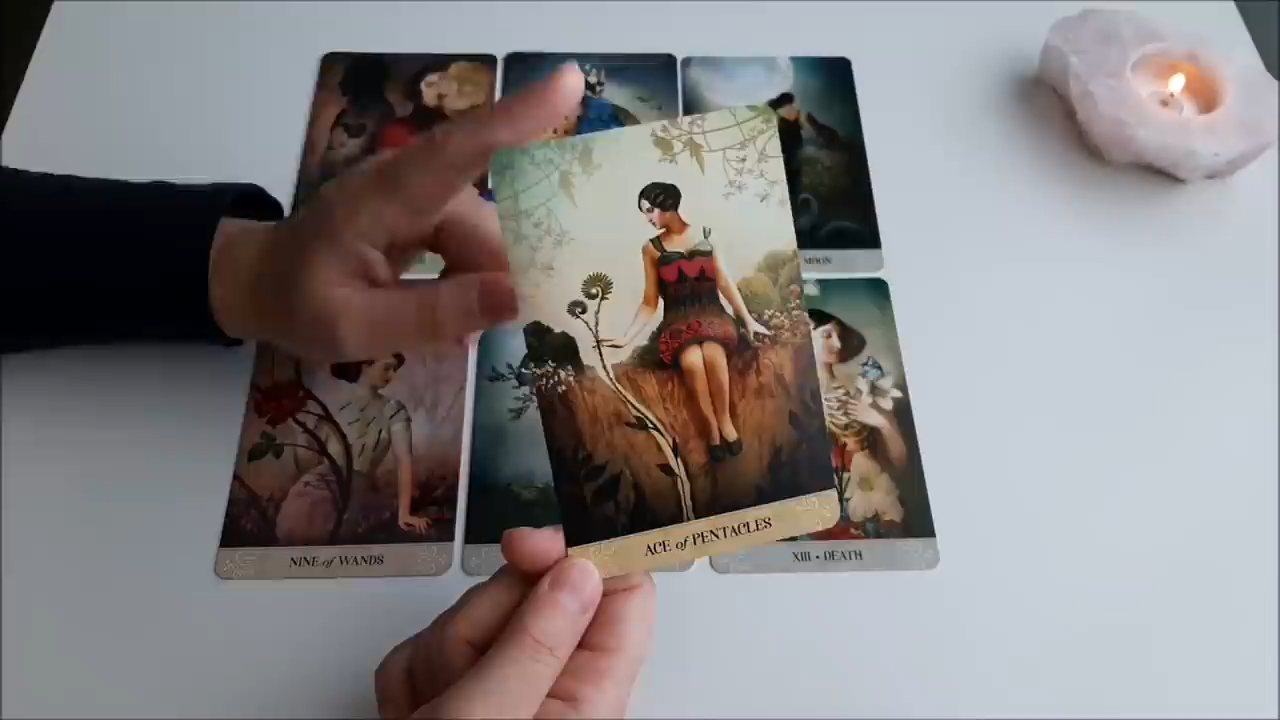 MOON
ACE of PENTACLES
NINE of WANDS
XIII • DEATH